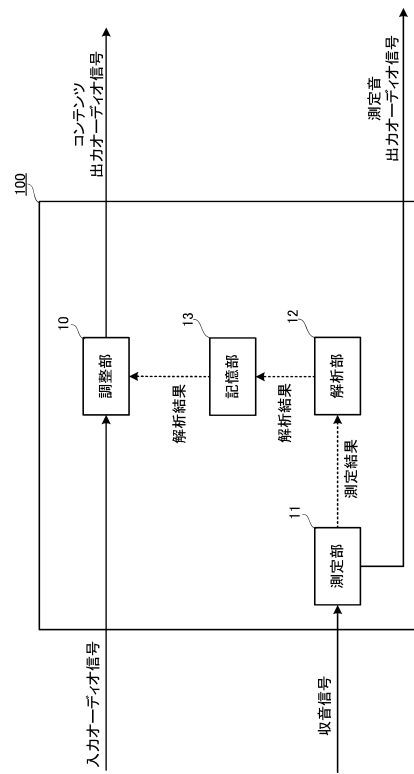 100
入力オーディオ信号
10
調整部
コンテンツ
出力オーディオ信号
解析結果
13
記憶部
解析結果
収音信号
11
測定部
測定結果
12
解析部
測定音
出力オーディオ信号